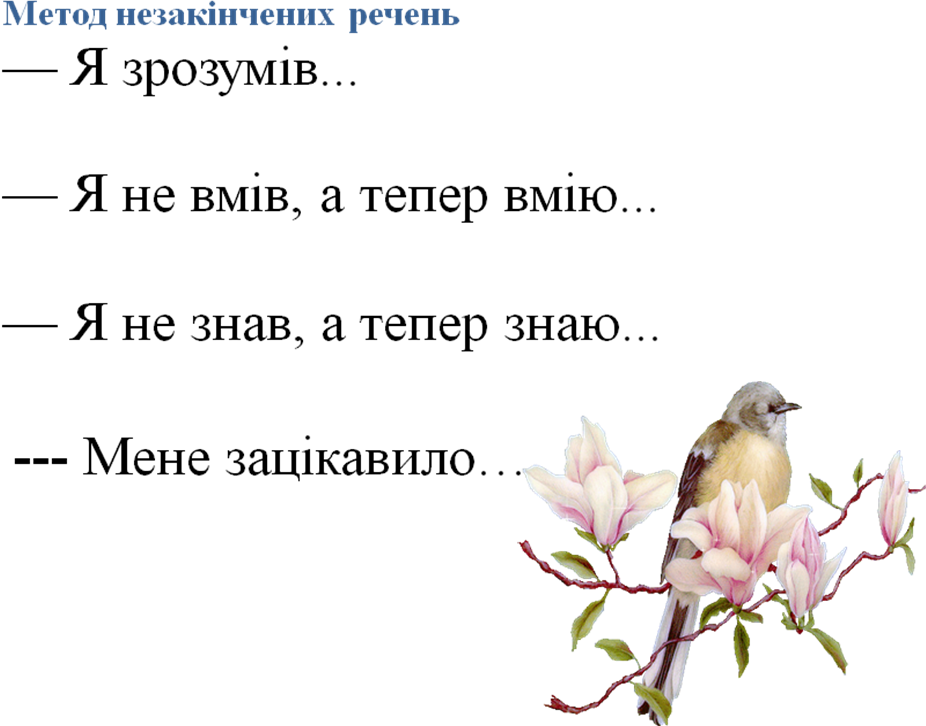 Метод незакінчених речень
— Я зрозумів...
— Я не вмів, а тепер вмію...
— Я не знав, а тепер знаю...
--- Мене зацікавило...